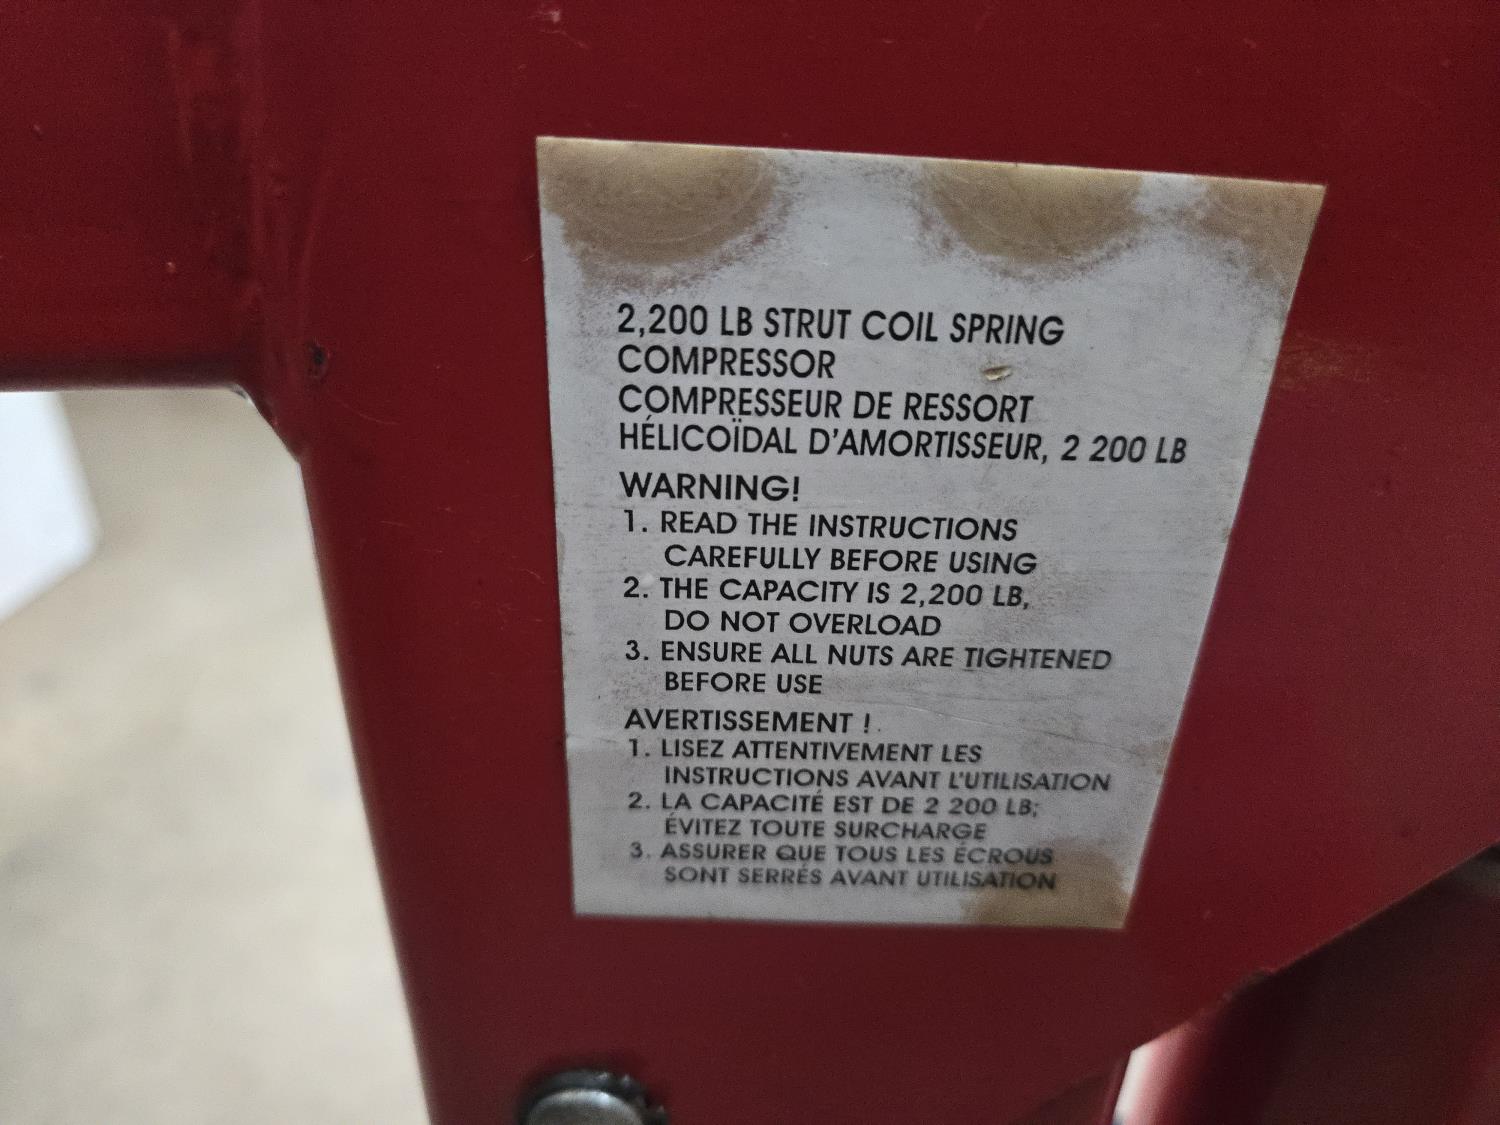 2,200 LB STRUT COIL SPRING
COMPRESSOR
COMPRESSEUR DE RESSORT
HÉLICOÏDAL D'AMORTISSEUR, 2 200 LB
WARNING!
1. READ THE INSTRUCTIONS
CAREFULLY BEFORE USING
2. THE CAPACITY IS 2,200 LB,
DO NOT OVERLOAD
3. ENSURE ALL NUTS ARE TIGHTENED
BEFORE USE
AVERTISSEMENT !
1. LISEZ ATTENTIVEMENT LES
INSTRUCTIONS AVANT L'UTILISATION
2. LA CAPACITÉ EST DE 2 200 LB;
ÉVITEZ TOUTE SURCHARGE
3. ASSURER QUE TOUS LES ÉCROUS
SONT SERRÉS AVANT UTILISATION